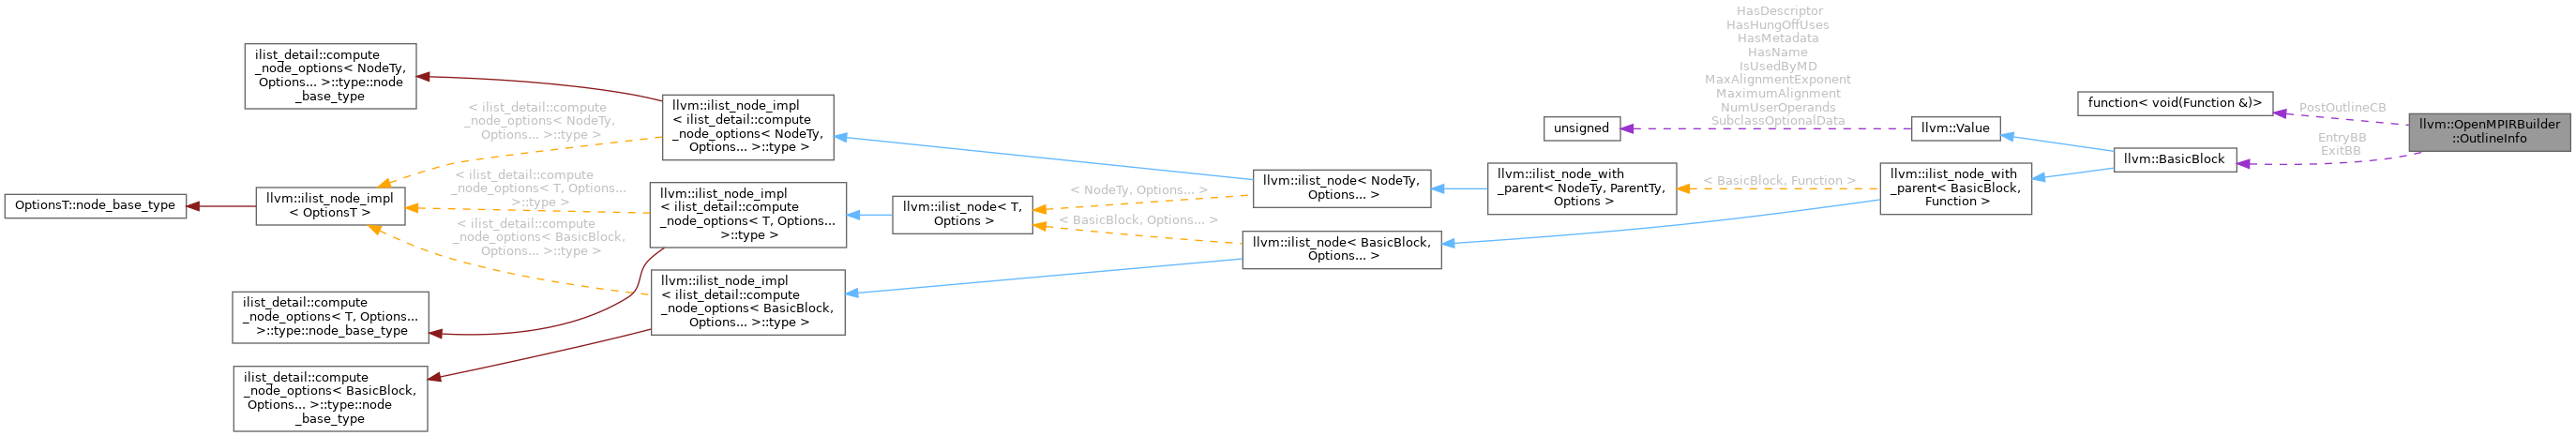 OptionsT::node_base_type
ilist_detail::compute
_node_options< NodeTy,
Options... >::type::node
_base_type
llvm::ilist_node_impl
< OptionsT >
ilist_detail::compute
_node_options< T, Options...
>::type::node_base_type
ilist_detail::compute
_node_options< BasicBlock,
Options... >::type::node
_base_type
< ilist_detail::compute
_node_options< NodeTy,
Options... >::type >
< ilist_detail::compute
_node_options< T, Options...
>::type >
< ilist_detail::compute
_node_options< BasicBlock,
Options... >::type >
llvm::ilist_node_impl
< ilist_detail::compute
_node_options< NodeTy,
Options... >::type >
llvm::ilist_node_impl
< ilist_detail::compute
_node_options< T, Options...
>::type >
llvm::ilist_node_impl
< ilist_detail::compute
_node_options< BasicBlock,
Options... >::type >
llvm::ilist_node< T,
Options >
< NodeTy, Options... >
< BasicBlock, Options... >
llvm::ilist_node< NodeTy,
Options... >
llvm::ilist_node< BasicBlock,
Options... >
unsigned
llvm::ilist_node_with
_parent< NodeTy, ParentTy,
Options >
HasDescriptor
HasHungOffUses
HasMetadata
HasName
IsUsedByMD
MaxAlignmentExponent
MaximumAlignment
NumUserOperands
SubclassOptionalData
< BasicBlock, Function >
llvm::Value
llvm::ilist_node_with
_parent< BasicBlock,
Function >
function< void(Function &)>
llvm::BasicBlock
PostOutlineCB
EntryBB
ExitBB
llvm::OpenMPIRBuilder
::OutlineInfo